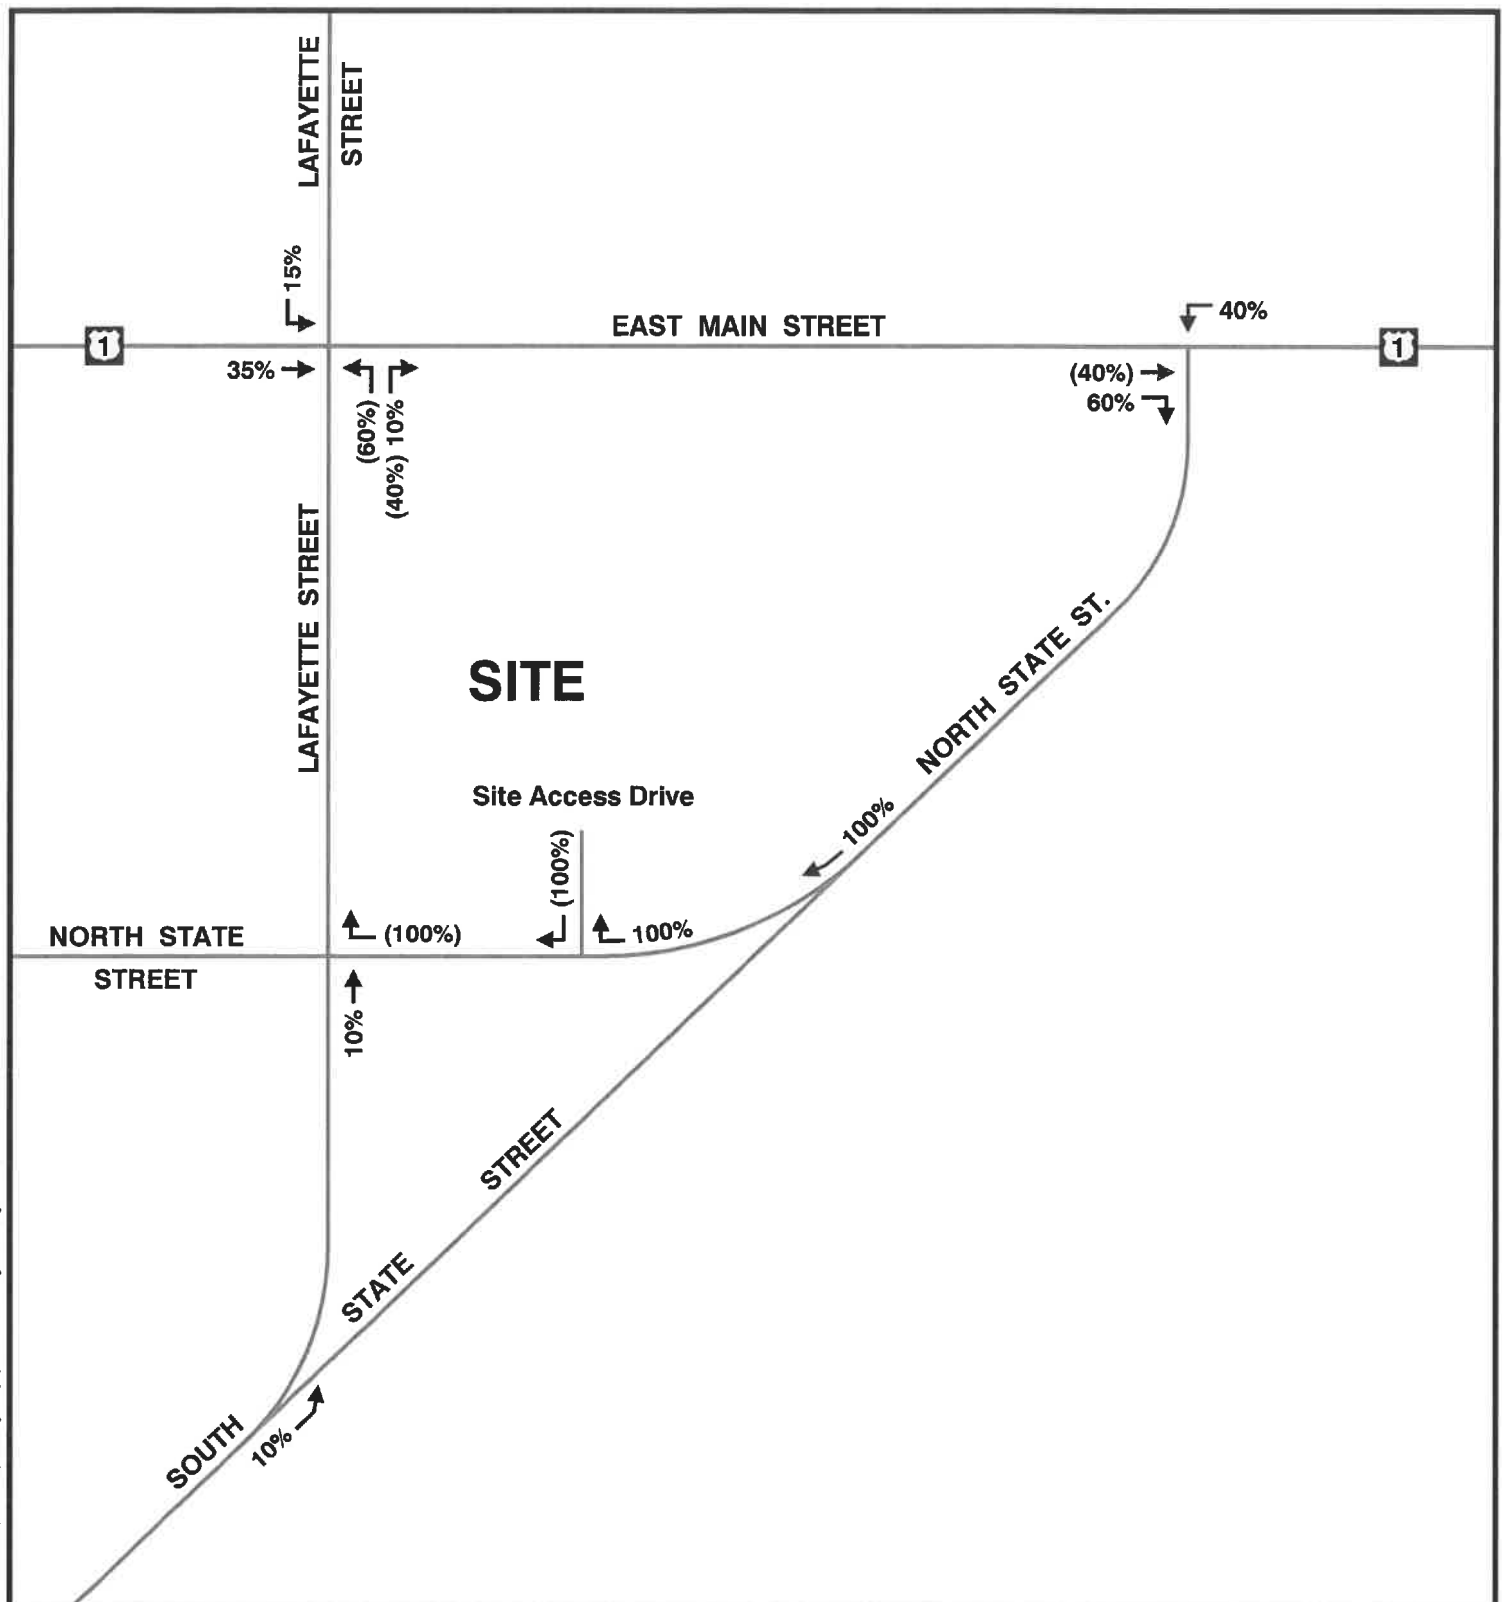 LAFAYETTE
STREET
15%
1
EAST MAIN STREET
40%
1
35%
(60%)
(40%) 10%
(40%)
60%
LAFAYETTE STREET
NORTH STATE ST.
SITE
Site Access Drive
100%
(100%)
NORTH STATE
STREET
(100%)
100%
10%
STREET
STATE
SOUTH
10%